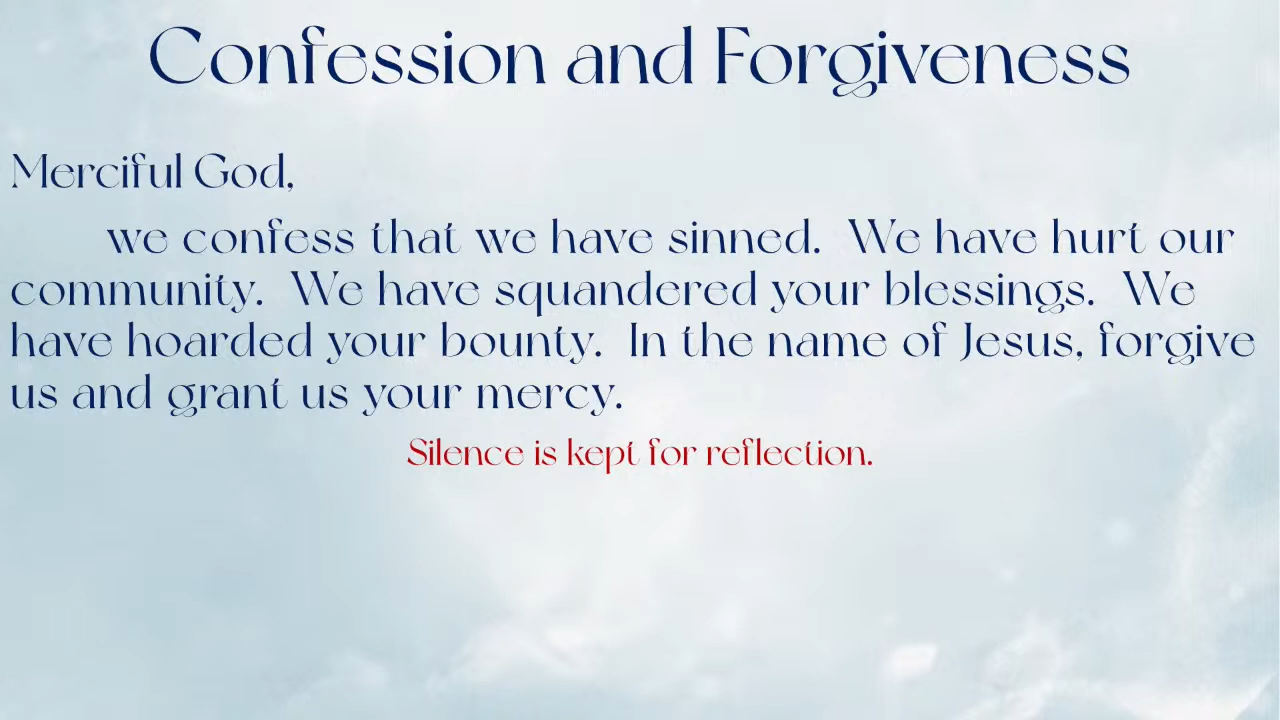 Confession and Forgiveness
Merciful God,
we confess that we have sinned.  We have hurt our
community.  We have squandered your blessings.  We
have hoarded your bounty.  In the name of Jesus, forgive
us and grant us your mercy.
Silence is kept for reflection.